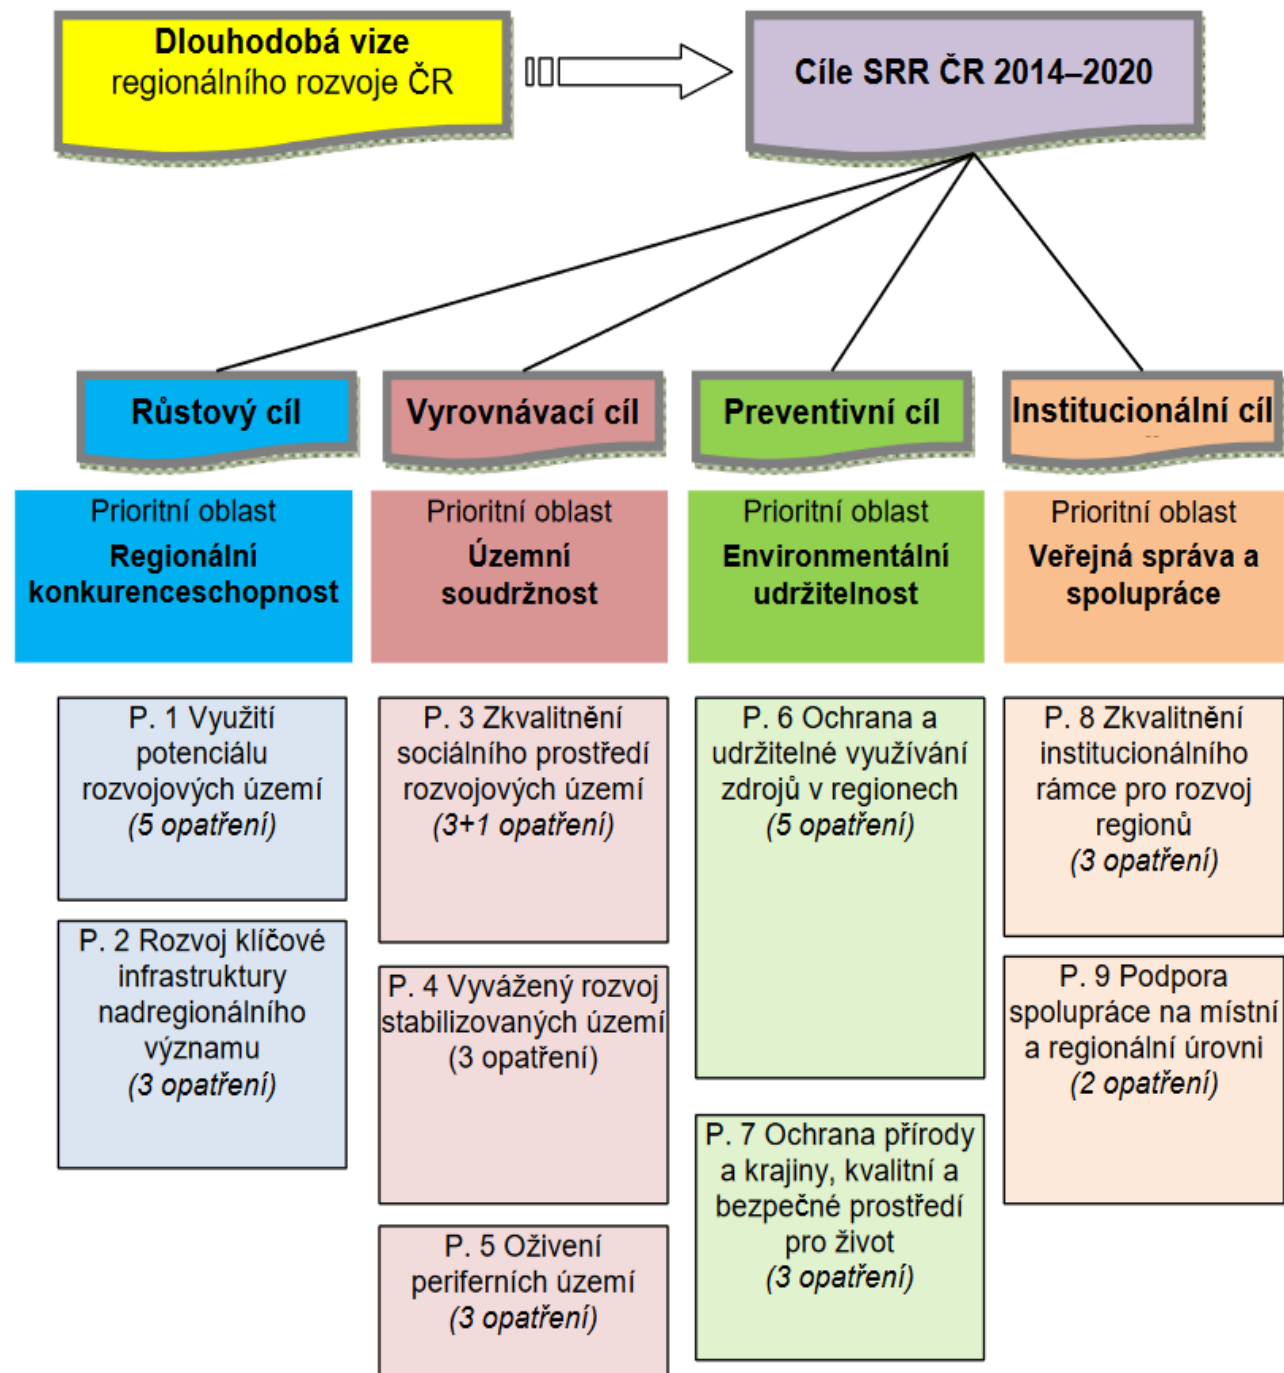 Dlouhodobá vize
regionálního rozvoje ČR
Cíle SRR ČR 2014–2020
Růstový cíl
Vyrovnávací cíl
Preventivní cíl
Institucionální cíl
Prioritní oblast
Regionální
konkurenceschopnost
Prioritní oblast
Územní
soudržnost
Prioritní oblast
Environmentální
udržitelnost
Prioritní oblast
Veřejná správa a
spolupráce
P. 1 Využití
potenciálu
rozvojových území
(5 opatření)
P. 2 Rozvoj klíčové
infrastruktury
nadregionálního
významu
(3 opatření)
P. 3 Zkvalitnění
sociálního prostředí
rozvojových území
(3+1 opatření)
P. 4 Vyvážený rozvoj
stabilizovaných území
(3 opatření)
P. 5 Oživení
periferních území
(3 opatření)
P. 6 Ochrana a
udržitelné využívání
zdrojů v regionech
(5 opatření)
P. 7 Ochrana přírody
a krajiny, kvalitní a
bezpečné prostředí
pro život
(3 opatření)
P. 8 Zkvalitnění
institucionálního
rámce pro rozvoj
regionů
(3 opatření)
P. 9 Podpora
spolupráce na místní
a regionální úrovni
(2 opatření)